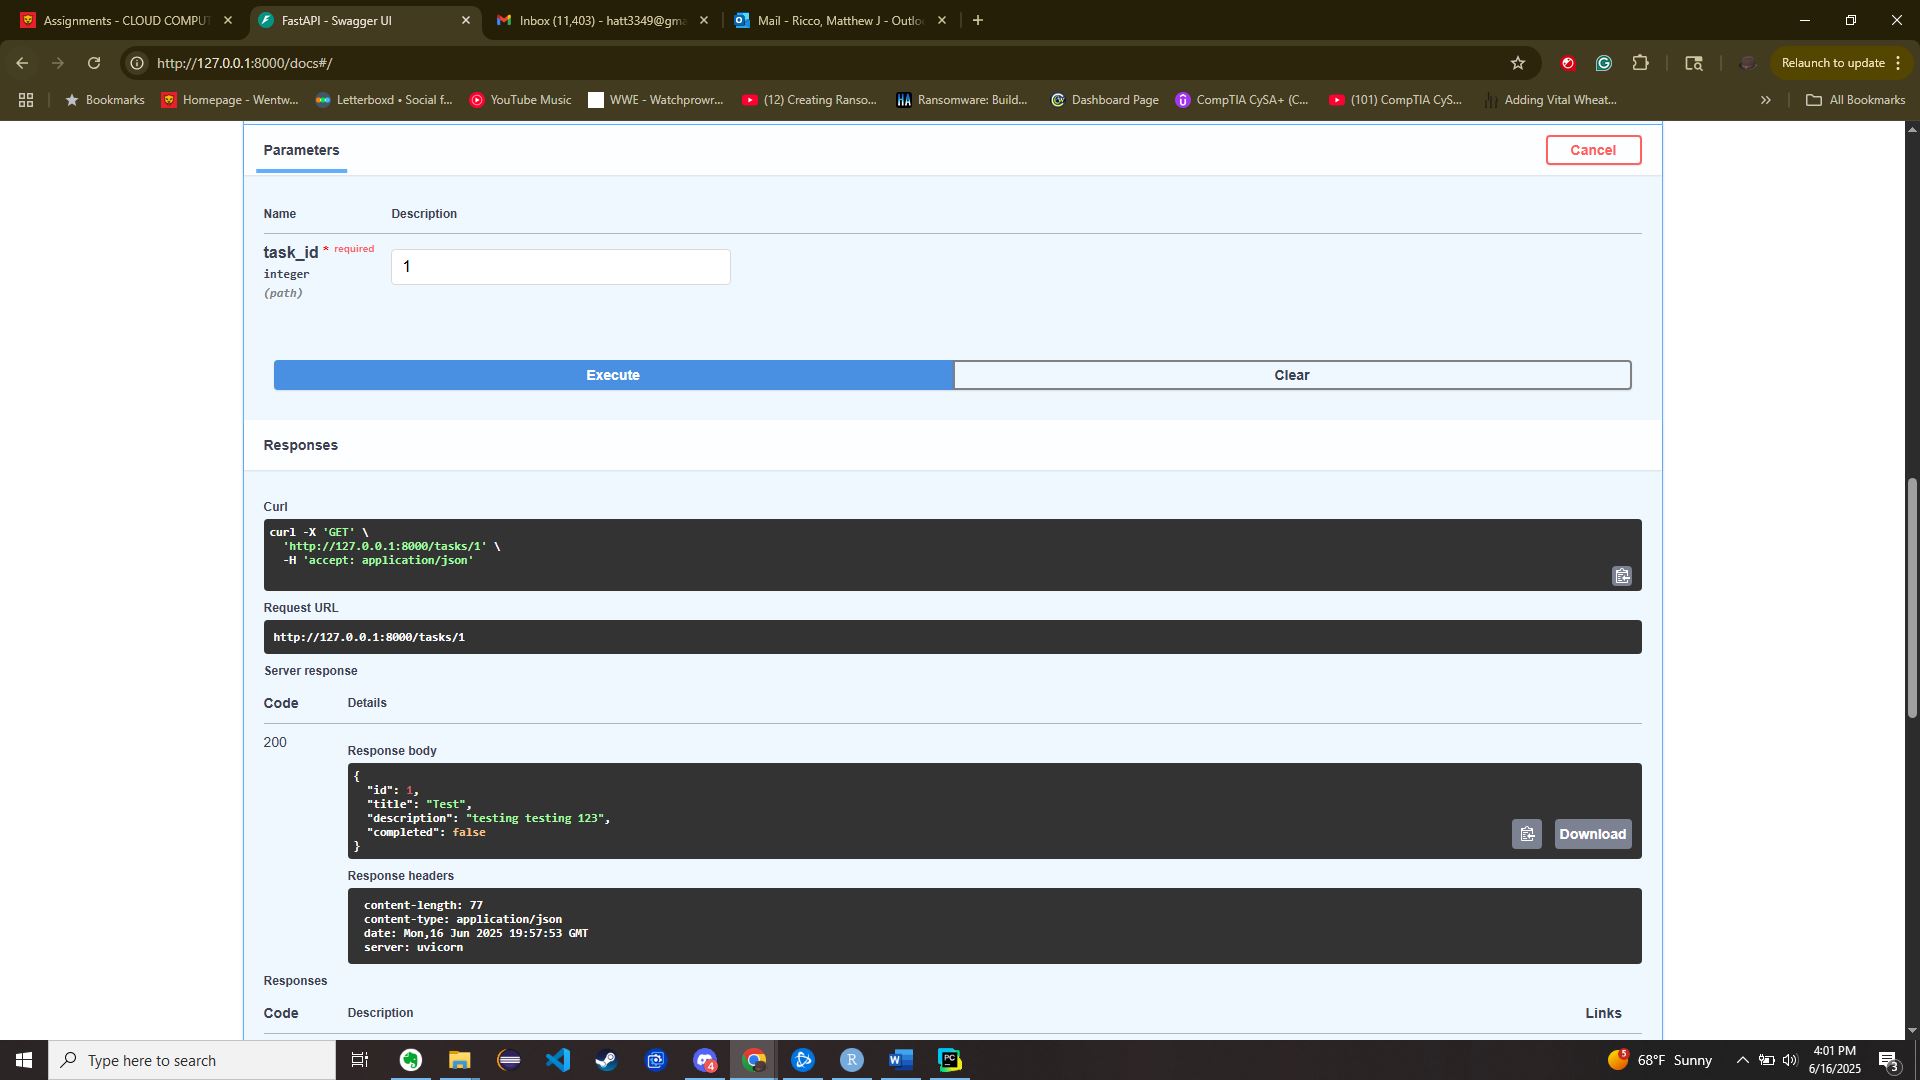 Assignments - CLOUD COMPUT
FastAPI - Swagger UI
Inbox (11,403) - hatt3349@gma
Mail - Ricco, Matthew J - Outlo
http://127.0.0.1:8000/docs#/
Relaunch to update
Bookmarks
Homepage - Wentw...
Letterboxd • Social f...
YouTube Music
WWE - Watchprowr...
(12) Creating Ranso...
Ransomware: Build...
Dashboard Page
CompTIA CySA+ (C...
(101) CompTIA CyS...
Adding Vital Wheat...
All Bookmarks
Parameters
Cancel
Name Description
task_id * required
1
integer
(path)
Execute
Clear
Responses
Curl
curl -X 'GET' \
'http://127.0.0.1:8000/tasks/1' \
-H 'accept: application/json'
Request URL
http://127.0.0.1:8000/tasks/1
Server response
Code Details
200
Response body
{
"id": 1,
"title": "Test",
"description": "testing testing 123",
"completed": false
}
Download
Response headers
content-length: 77
content-type: application/json
date: Mon,16 Jun 2025 19:57:53 GMT
server: uvicorn
Responses
Code Description Links
Type here to search
68°F Sunny
4:01 PM
6/16/2025